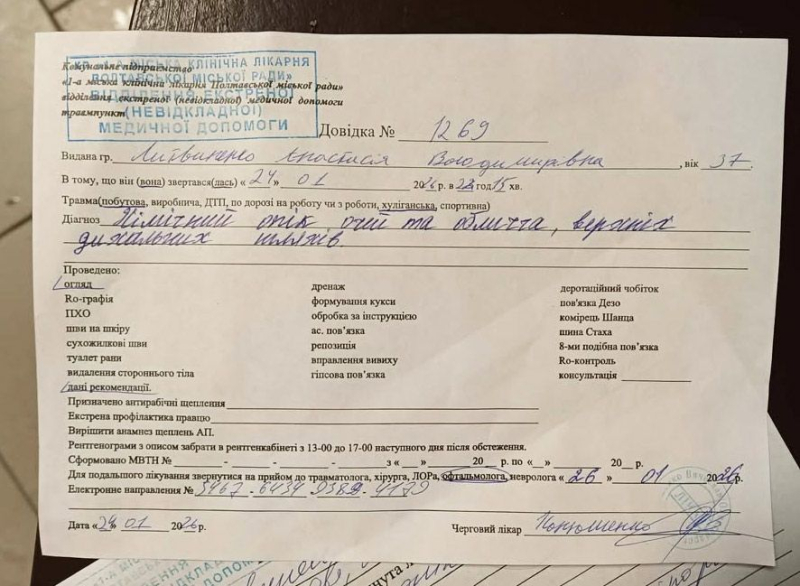 КП «1-А МІСЬКА КЛІНІЧНА ЛІКАРНЯ
ПОЛТАВСЬКОЇ МІСЬКОЇ РАДИ»
ВІДДІЛЕННЯ ЕКСТРЕНОЇ
(НЕВІДКЛАДНОЇ)
МЕДИЧНОЇ ДОПОМОГИ
Комунальне підприємство
«1-а міська клінічна лікарня Полтавської міської ради»
відділення екстреної (невідкладної) медичної допомоги
травмпункт
Довідка № 1269
Видана гр. Литвиненко Анастасія Володимирівна, вік 37.
В тому, що він (вона) звертався(лась) « 24 » 01 2026 р. в 22 год 15 хв.
Травма(побутова, виробнича, ДТП, по дорозі на роботу чи з роботи, хуліганська, спортивна)
Діагноз Хімічний опік очей та обличча, верхніх
дихальних шляхів.
Проведено:
огляд дренаж деротаційний чобіток
Ro-графія формування кукси пов'язка Дезо
ПХО обробка за інструкцією комірець Шанца
шви на шкіру ас. пов'язка шина Стаха
сухожилкові шви репозиція 8-ми подібна пов'язка
туалет рани вправлення вивиху Ro-контроль
видалення стороннього тіла гіпсова пов'язка консультація
дані рекомендації.
Призначено антирабічні щеплення
Екстрена профілактика правцю
Вирішити анамнез щеплень АП.
Рентгенограми з описом забрати в рентгенкабінеті з 13-00 до 17-00 наступного дня після обстеження.
Сформовано МВТН № - - - з « » 20 р. по « » 20 р.
Для подальшого лікування звернутися на прийом до травматолога, хірурга, ЛОРа, офтальмолога, невролога « 26 » 01 2026 р.
Електронне направлення №
Дата «24» 01 2026 р. Черговий лікар